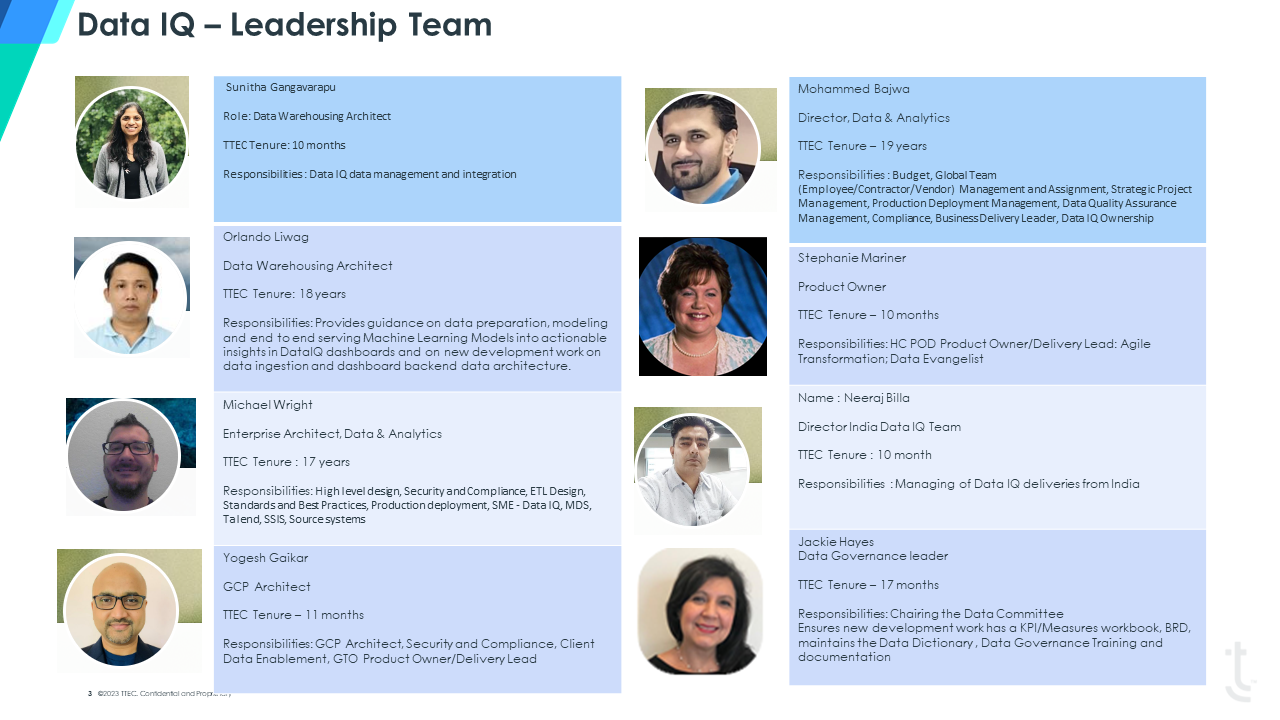 Data IQ – Leadership Team
Sunitha Gangavarapu
Role: Data Warehousing Architect
TTEC Tenure: 10 months
Responsibilities : Data IQ data management and integration
Orlando Liwag
Data Warehousing Architect
TTEC Tenure: 18 years
Responsibilities: Provides guidance on data preparation, modeling
and end to end serving Machine Learning Models into actionable
insights in DataIQ dashboards and on new development work on
data ingestion and dashboard backend data architecture.
Michael Wright
Enterprise Architect, Data & Analytics
TTEC Tenure : 17 years
Responsibilities: High level design, Security and Compliance, ETL Design,
Standards and Best Practices, Production deployment, SME - Data IQ, MDS,
Talend, SSIS, Source systems
Yogesh Gaikar
GCP Architect
TTEC Tenure – 11 months
Responsibilities: GCP Architect, Security and Compliance, Client
Data Enablement, GTO Product Owner/Delivery Lead
Mohammed Bajwa
Director, Data & Analytics
TTEC Tenure – 19 years
Responsibilities : Budget, Global Team
(Employee/Contractor/Vendor) Management and Assignment, Strategic Project
Management, Production Deployment Management, Data Quality Assurance
Management, Compliance, Business Delivery Leader, Data IQ Ownership
Stephanie Mariner
Product Owner
TTEC Tenure – 10 months
Responsibilities: HC POD Product Owner/Delivery Lead: Agile
Transformation; Data Evangelist
Name : Neeraj Billa
Director India Data IQ Team
TTEC Tenure : 10 month
Responsibilities : Managing of Data IQ deliveries from India
Jackie Hayes
Data Governance leader
TTEC Tenure – 17 months
Responsibilities: Chairing the Data Committee
Ensures new development work has a KPI/Measures workbook, BRD,
maintains the Data Dictionary , Data Governance Training and
documentation
3 ©2023 TTEC. Confidential and Proprietary